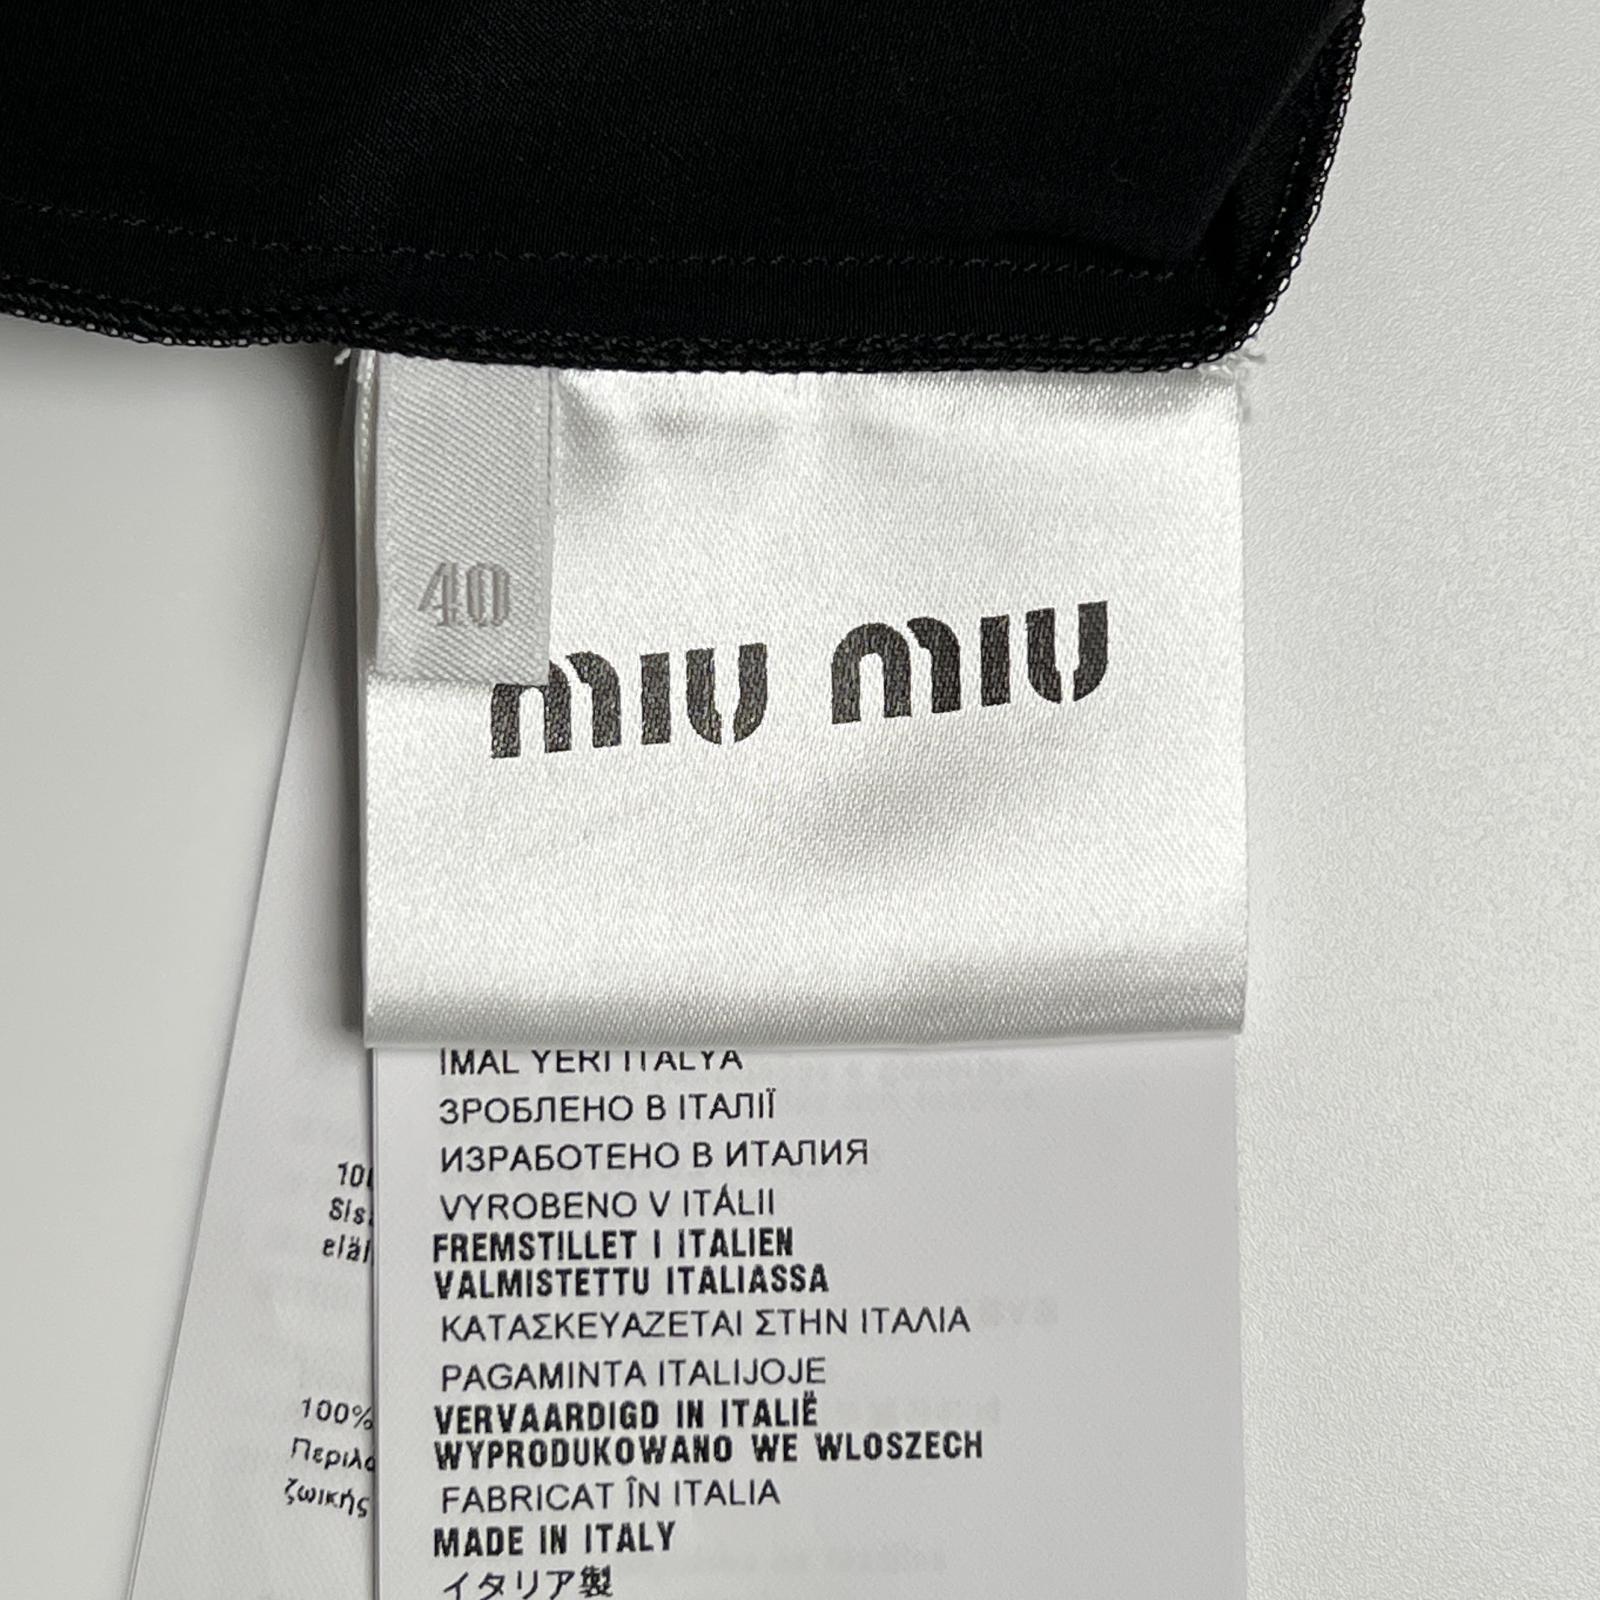 40
miu miu
IMAL YERI ITALYA
ЗРОБЛЕНО В ІТАЛІЇ
ИЗРАБОТЕНО В ИТАЛИЯ
VYROBENO V ITÁLII
FREMSTILLET I ITALIEN
VALMISTETTU ITALIASSA
ΚΑΤΑΣΚΕΥΑΖΕΤΑΙ ΣΤΗΝ ΙΤΑΛΙΑ
PAGAMINTA ITALIJOJE
VERVAARDIGD IN ITALIË
WYPRODUKOWANO WE WLOSZECH
FABRICAT ÎN ITALIA
MADE IN ITALY
イタリア製
100%
ζωικής